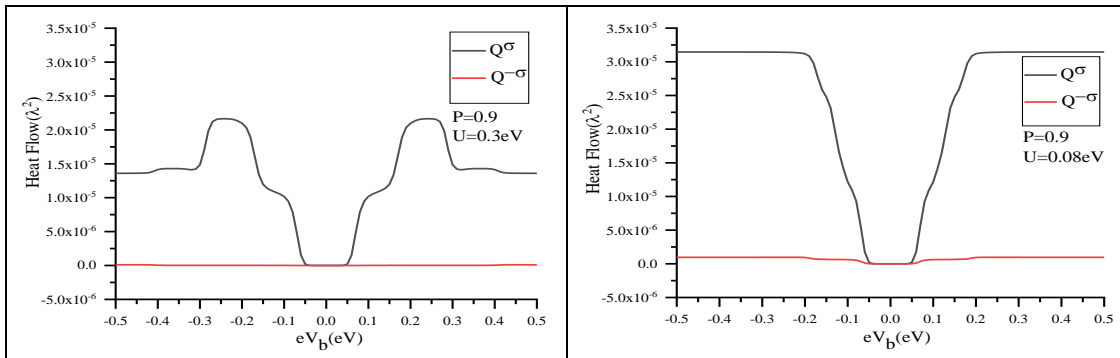 3.5x10⁻⁵
3.0x10⁻⁵
2.5x10⁻⁵
2.0x10⁻⁵
1.5x10⁻⁵
1.0x10⁻⁵
5.0x10⁻⁶
0.0
-5.0x10⁻⁶
Heat Flow(λ²)
Qσ
Q⁻σ
P=0.9
U=0.3eV
-0.5 -0.4 -0.3 -0.2 -0.1 0.0 0.1 0.2 0.3 0.4 0.5
eVb(eV)
3.5x10⁻⁵
3.0x10⁻⁵
2.5x10⁻⁵
2.0x10⁻⁵
1.5x10⁻⁵
1.0x10⁻⁵
5.0x10⁻⁶
0.0
-5.0x10⁻⁶
Heat Flow(λ²)
Qσ
Q⁻σ
P=0.9
U=0.08eV
-0.5 -0.4 -0.3 -0.2 -0.1 0.0 0.1 0.2 0.3 0.4 0.5
eVb(eV)